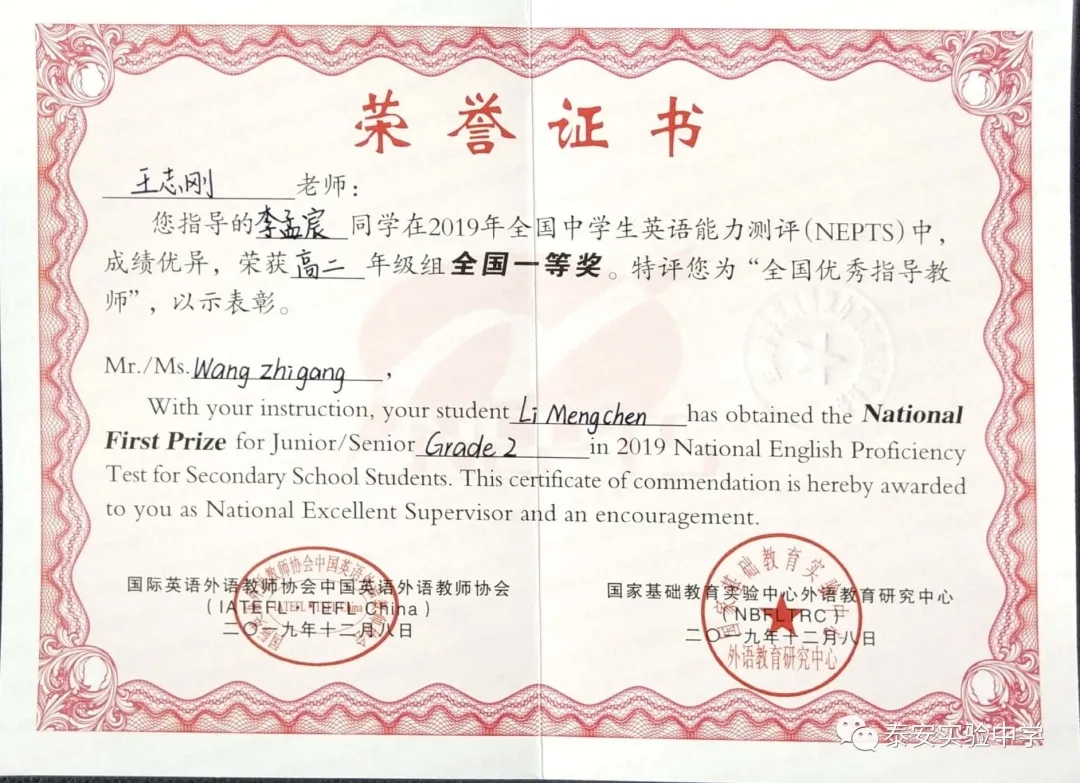 荣誉证书
王志刚 老师：
您指导的李孟宸 同学在2019年全国中学生英语能力测评(NEPTS)中，
成绩优异，荣获高二 年级组全国一等奖。特评您为“全国优秀指导教
师”，以示表彰。
Mr./Ms. Wang zhigang ,
With your instruction, your student Li Mengchen has obtained the National
First Prize for Junior/Senior Grade 2 in 2019 National English Proficiency
Test for Secondary School Students. This certificate of commendation is hereby awarded
to you as National Excellent Supervisor and an encouragement.
国际英语外语教师协会中国英语外语教师协会
(IATEFL·TEFL China)
二〇一九年十二月八日
国家基础教育实验中心外语教育研究中心
(NBFLTRC)
二〇一九年十二月八日
国家基础教育实验中心
外语教育研究中心
泰安实验中学